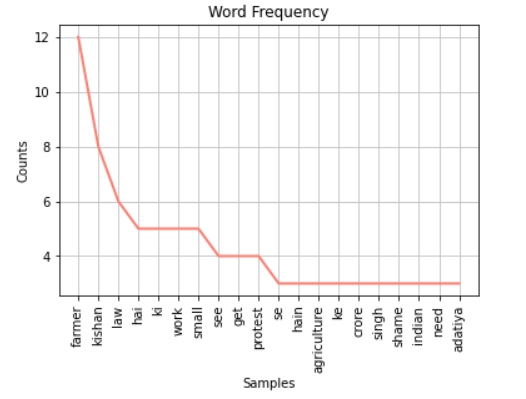 Word Frequency
12
10
8
6
4
Counts
farmer
kishan
law
hai
ki
work
small
see
get
protest
se
hain
agriculture
ke
crore
singh
shame
indian
need
adatiya
Samples